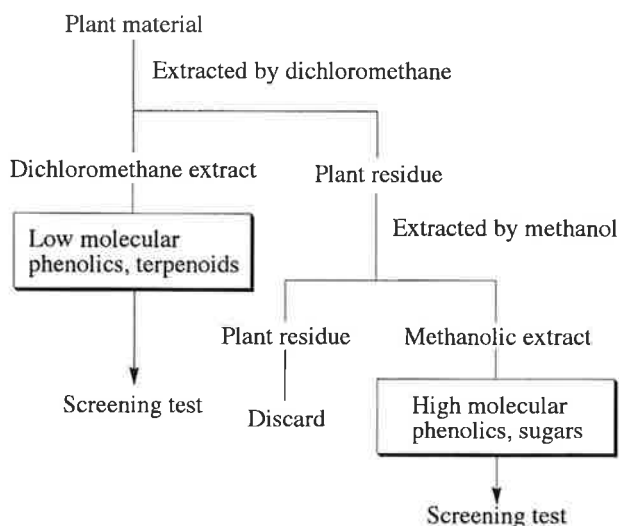 Plant material
Extracted by dichloromethane
Dichloromethane extract
Plant residue
Low molecular
phenolics, terpenoids
Extracted by methanol
Plant residue
Methanolic extract
Screening test
Discard
High molecular
phenolics, sugars
Screening test